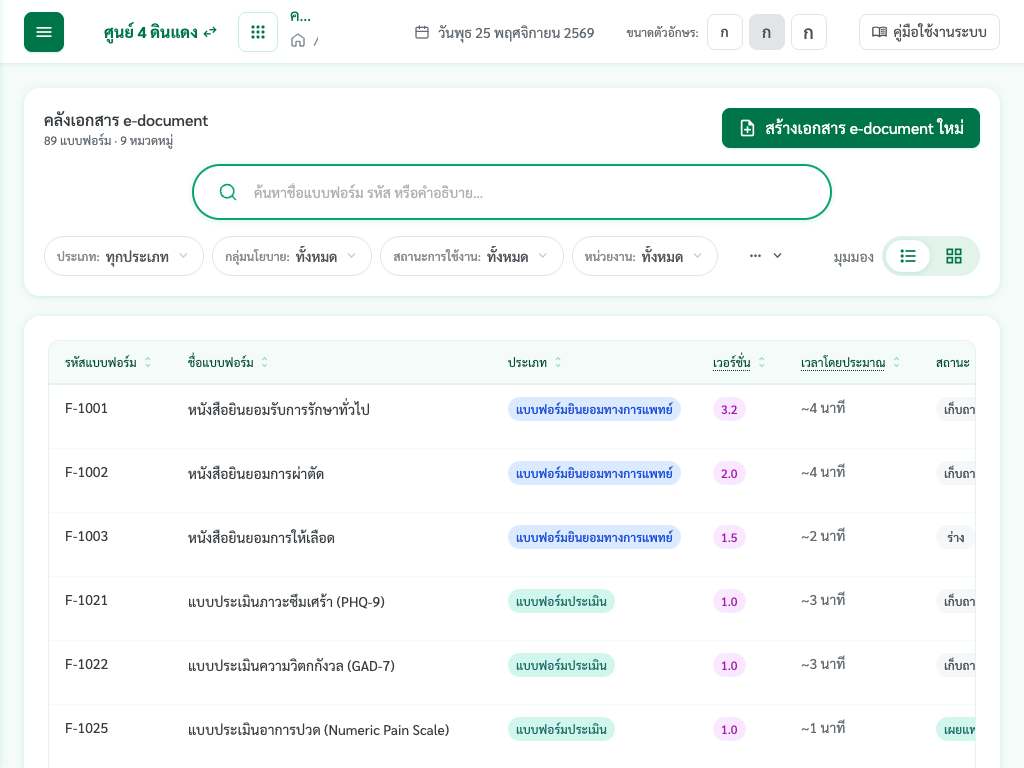 ศูนย์ 4 ดินแดง
ค...
/
วันพุธ 25 พฤศจิกายน 2569
ขนาดตัวอักษร:
ก
ก
ก
คู่มือใช้งานระบบ
คลังเอกสาร e-document
89 แบบฟอร์ม · 9 หมวดหมู่
สร้างเอกสาร e-document ใหม่
ค้นหาชื่อแบบฟอร์ม รหัส หรือคำอธิบาย...
ประเภท: ทุกประเภท
กลุ่มนโยบาย: ทั้งหมด
สถานะการใช้งาน: ทั้งหมด
หน่วยงาน: ทั้งหมด
...
มุมมอง
รหัสแบบฟอร์ม ชื่อแบบฟอร์ม ประเภท เวอร์ชั่น เวลาโดยประมาณ สถานะ
F-1001 หนังสือยินยอมรับการรักษาทั่วไป แบบฟอร์มยินยอมทางการแพทย์ 3.2 ~4 นาที เก็บถา
F-1002 หนังสือยินยอมการผ่าตัด แบบฟอร์มยินยอมทางการแพทย์ 2.0 ~4 นาที เก็บถา
F-1003 หนังสือยินยอมการให้เลือด แบบฟอร์มยินยอมทางการแพทย์ 1.5 ~2 นาที ร่าง
F-1021 แบบประเมินภาวะซึมเศร้า (PHQ-9) แบบฟอร์มประเมิน 1.0 ~3 นาที เก็บถา
F-1022 แบบประเมินความวิตกกังวล (GAD-7) แบบฟอร์มประเมิน 1.0 ~3 นาที เก็บถา
F-1025 แบบประเมินอาการปวด (Numeric Pain Scale) แบบฟอร์มประเมิน 1.0 ~1 นาที เผยแพ